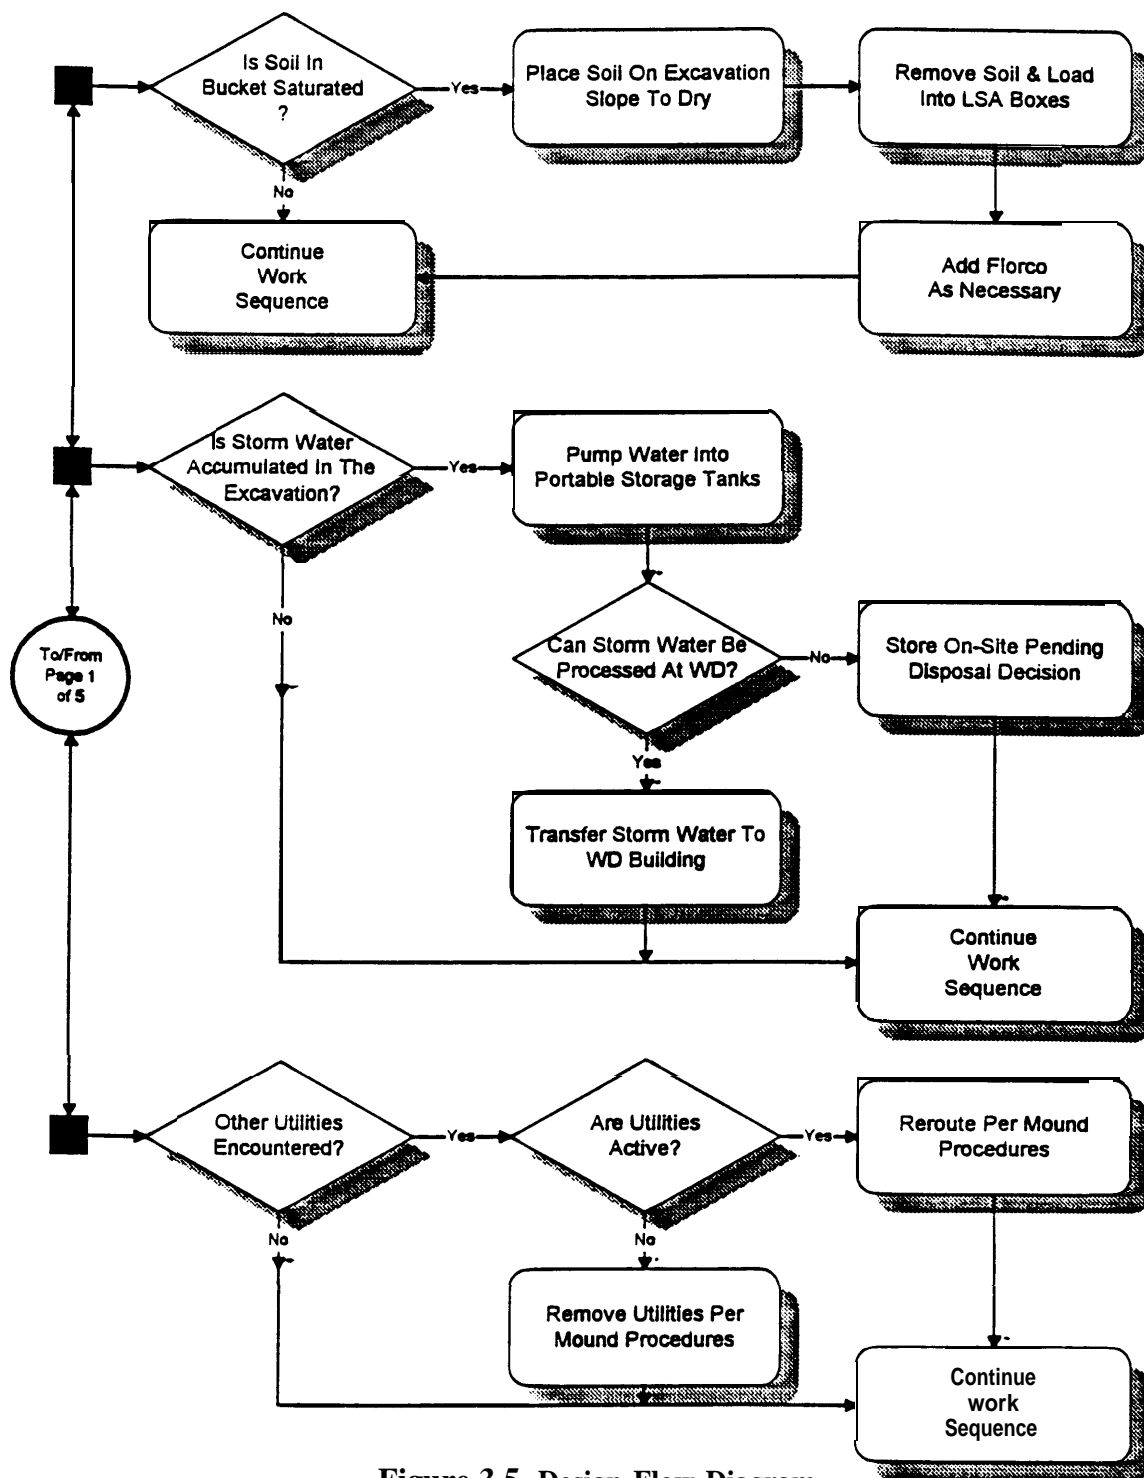 Is Soil In
Bucket Saturated
?
Yes
Place Soil On Excavation
Slope To Dry
Remove Soil & Load
Into LSA Boxes
No
Continue
Work
Sequence
Add Florco
As Necessary
Is Storm Water
Accumulated In The
Excavation?
Yes
Pump Water Into
Portable Storage Tanks
No
To/From
Page 1
of 5
Can Storm Water Be
Processed At WD?
No
Store On-Site Pending
Disposal Decision
Yes
Transfer Storm Water To
WD Building
Continue
Work
Sequence
Other Utilities
Encountered?
Yes
Are Utilities
Active?
Yes
Reroute Per Mound
Procedures
No
No
Remove Utilities Per
Mound Procedures
Continue
work
Sequence
Figure 3.5 Design Flow Diagram